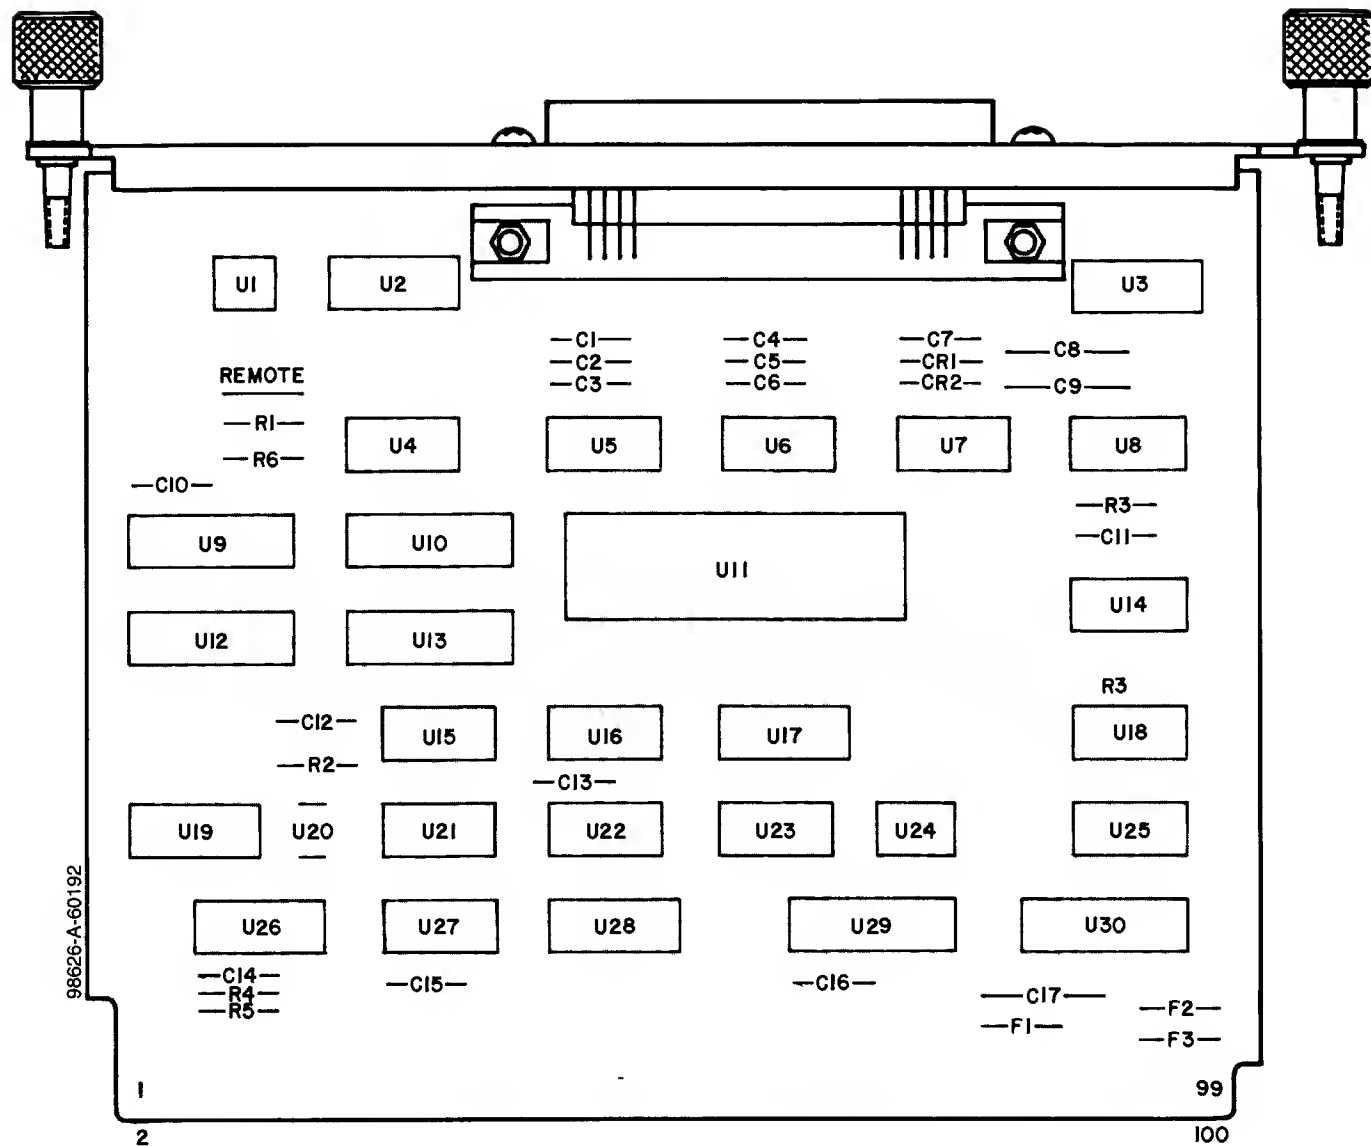 U1 U2 U3
C1 C4 C7
C8
C2 C5 CR1
REMOTE
C3 C6 CR2 C9
R1
U4 U5 U6 U7 U8
R6
C10
R3
C11
U9 U10 U11
U14
U12 U13
R3
C12
U15 U16 U17 U18
R2
C13
U19 U20 U21 U22 U23 U24 U25
98626-A-60192
U26 U27 U28 U29 U30
C14
C15 C16
R4
C17
R5
F2
F1
F3
1 99
2 100